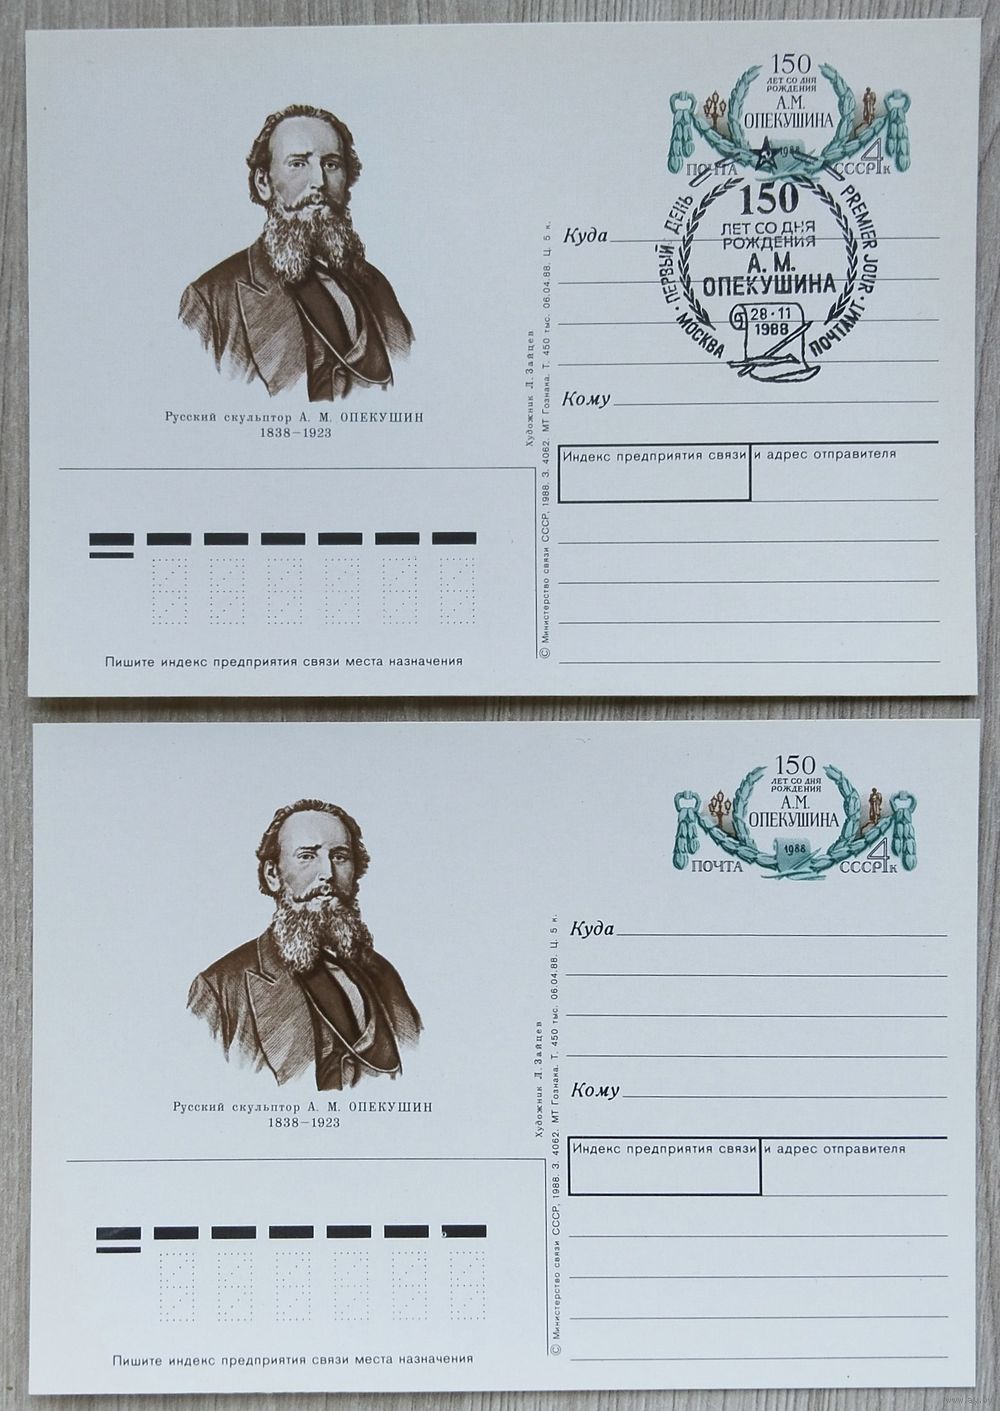 150
ЛЕТ СО ДНЯ
РОЖДЕНИЯ
А.М.
ОПЕКУШИНА
1988
ПОЧТА
СССР 4к
ПЕРВЫЙ ДЕНЬ
PREMIER JOUR
150
ЛЕТ СО ДНЯ
РОЖДЕНИЯ
А. М.
ОПЕКУШИНА
28·11
1988
МОСКВА ПОЧТАМТ
Русский скульптор А. М. ОПЕКУШИН
1838—1923
Куда
Кому
Индекс предприятия связи и адрес отправителя
Художник Л. Зайцев
© Министерство связи СССР, 1988. З. 4062. МТ Гознака. Т. 450 тыс. 06.04.88. Ц. 5 к.
Пишите индекс предприятия связи места назначения
150
ЛЕТ СО ДНЯ
РОЖДЕНИЯ
А.М.
ОПЕКУШИНА
1988
ПОЧТА
СССР 4к
Русский скульптор А. М. ОПЕКУШИН
1838—1923
Куда
Кому
Индекс предприятия связи и адрес отправителя
Художник Л. Зайцев
© Министерство связи СССР, 1988. З. 4062. МТ Гознака. Т. 450 тыс. 06.04.88. Ц. 5 к.
Пишите индекс предприятия связи места назначения